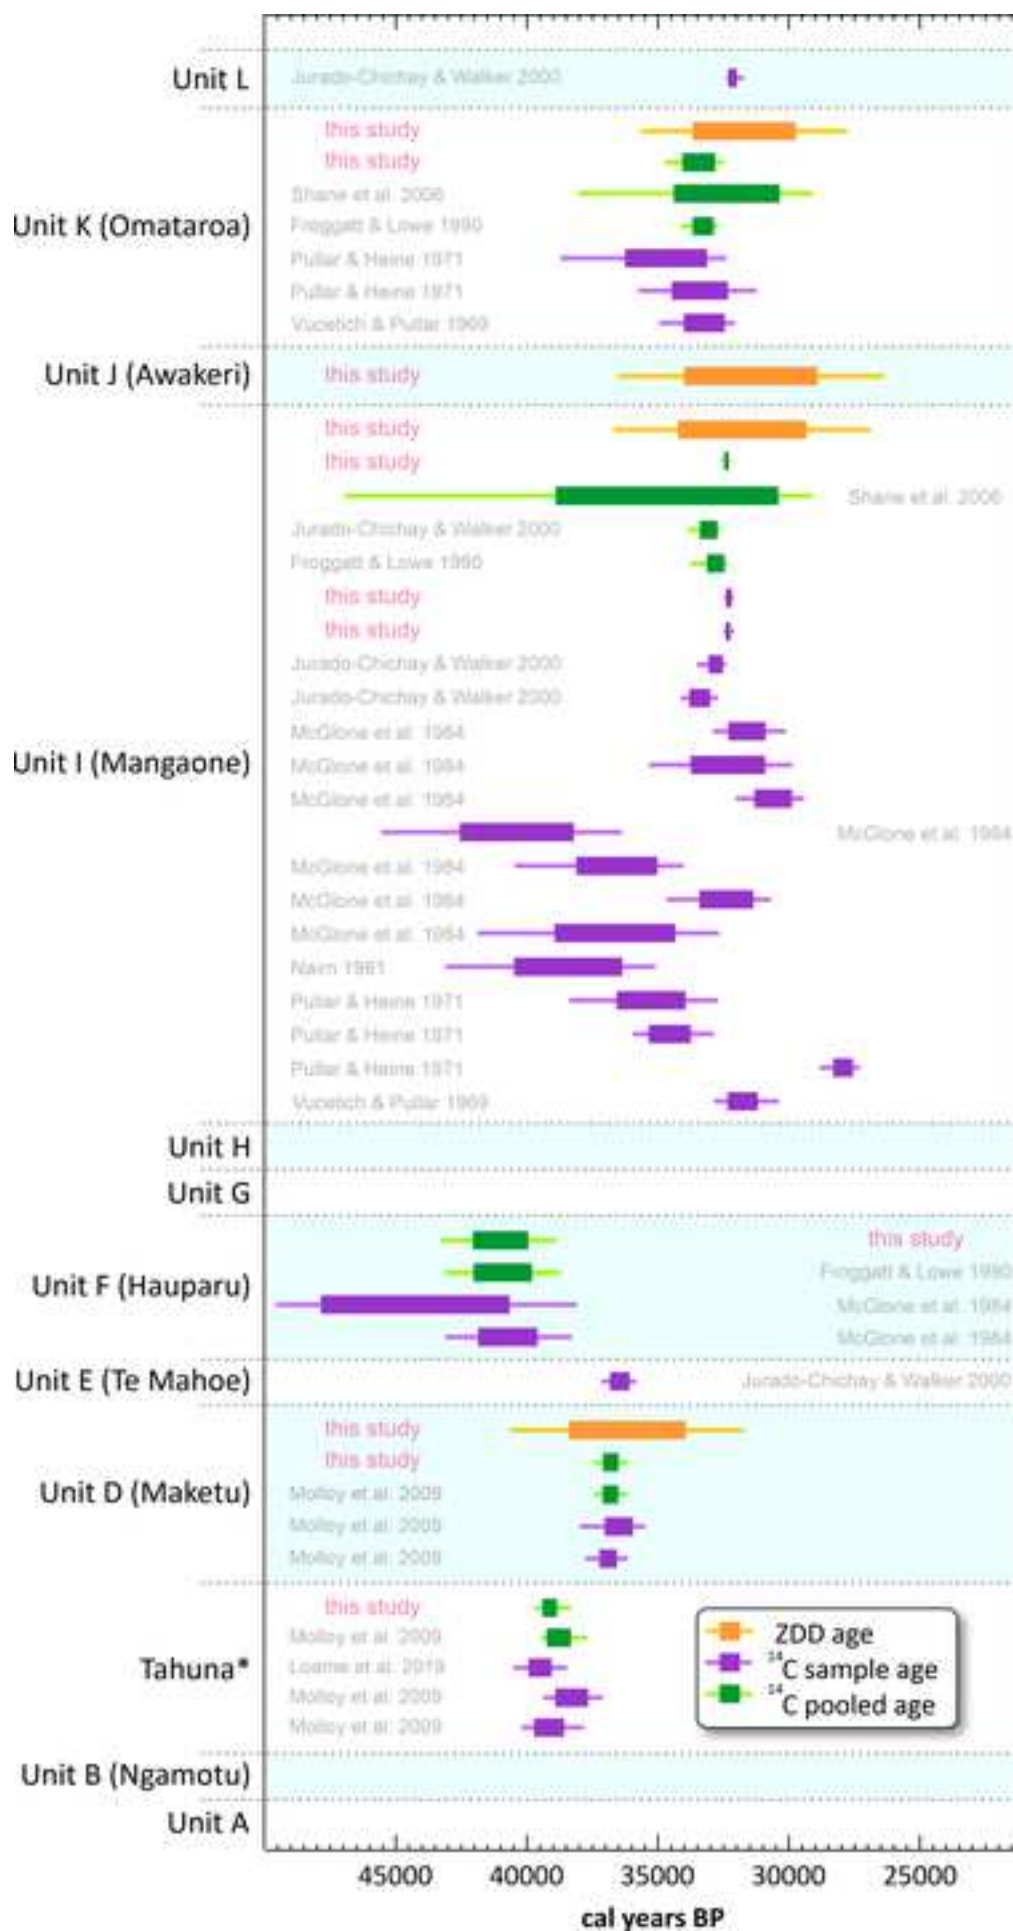 Unit L
Jurado-Chichay & Walker 2000
this study
this study
Shane et al. 2006
Unit K (Omataroa)
Froggatt & Lowe 1990
Pullar & Heine 1971
Pullar & Heine 1971
Vucetich & Pullar 1969
Unit J (Awakeri)
this study
this study
this study
Shane et al. 2006
Jurado-Chichay & Walker 2000
Froggatt & Lowe 1990
this study
this study
Jurado-Chichay & Walker 2000
Jurado-Chichay & Walker 2000
McGlone et al. 1984
Unit I (Mangaone)
McGlone et al. 1984
McGlone et al. 1984
McGlone et al. 1984
McGlone et al. 1984
McGlone et al. 1984
McGlone et al. 1984
Nairn 1981
Pullar & Heine 1971
Pullar & Heine 1971
Pullar & Heine 1971
Vucetich & Pullar 1969
Unit H
Unit G
this study
Froggatt & Lowe 1990
Unit F (Hauparu)
McGlone et al. 1984
McGlone et al. 1984
Unit E (Te Mahoe)
Jurado-Chichay & Walker 2000
this study
this study
Unit D (Maketu)
Molloy et al. 2009
Molloy et al. 2009
Molloy et al. 2009
this study
Molloy et al. 2009
Tahuna*
Loame et al. 2019
Molloy et al. 2009
Molloy et al. 2009
ZDD age
¹⁴C sample age
¹⁴C pooled age
Unit B (Ngamotu)
Unit A
45000 40000 35000 30000 25000
cal years BP